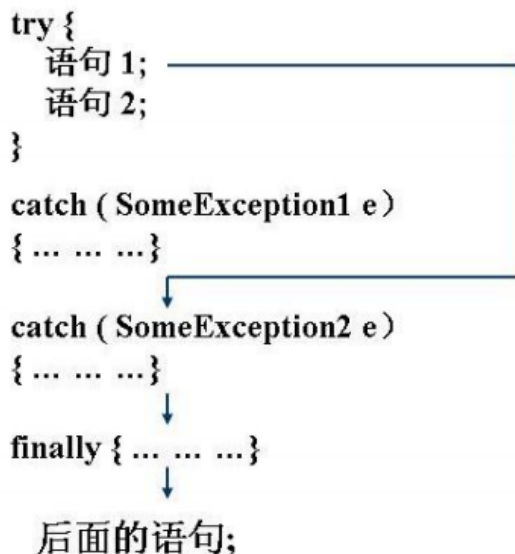 try {
语句 1;
语句 2;
}
catch ( SomeException1 e）
{ ... ... ...}
catch ( SomeException2 e）
{ ... ... ...}
finally { ... ... ...}
后面的语句;